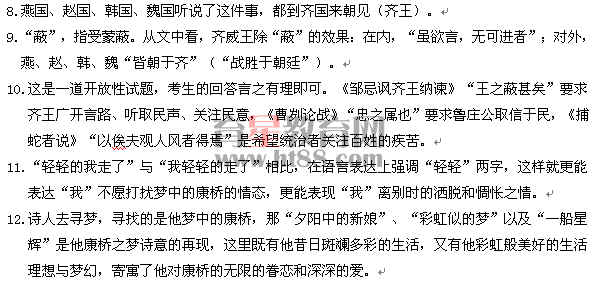 8. 燕国、赵国、韩国、魏国听说了这件事，都到齐国来朝见（齐王）。
9. “蔽”，指受蒙蔽。从文中看，齐威王除“蔽”的效果：在内，“虽欲言，无可进者”；对外，
燕、赵、韩、魏“皆朝于齐”（“战胜于朝廷”）。
10. 这是一道开放性试题，考生的回答言之有理即可。《邹忌讽齐王纳谏》“王之蔽甚矣”要求
齐王广开言路、听取民声、关注民意，《曹刿论战》“忠之属也”要求鲁庄公取信于民，《捕
蛇者说》“以俟夫观人风者得焉”是希望统治者关注百姓的疾苦。
11. “轻轻的我走了”与“我轻轻的走了”相比，在语言表达上强调“轻轻”两字，这样就更能
表达“我”不愿打扰梦中的康桥的情态，更能表现“我”离别时的洒脱和惆怅之情。
12. 诗人去寻梦，寻找的是他梦中的康桥，那“夕阳中的新娘”、“彩虹似的梦”以及“一船星
辉”是他康桥之梦诗意的再现，这里既有他昔日斑斓多彩的生活，又有他彩虹般美好的生活
理想与梦幻，寄寓了他对康桥的无限的眷恋和深深的爱。
育星教育网
www.ht88.com